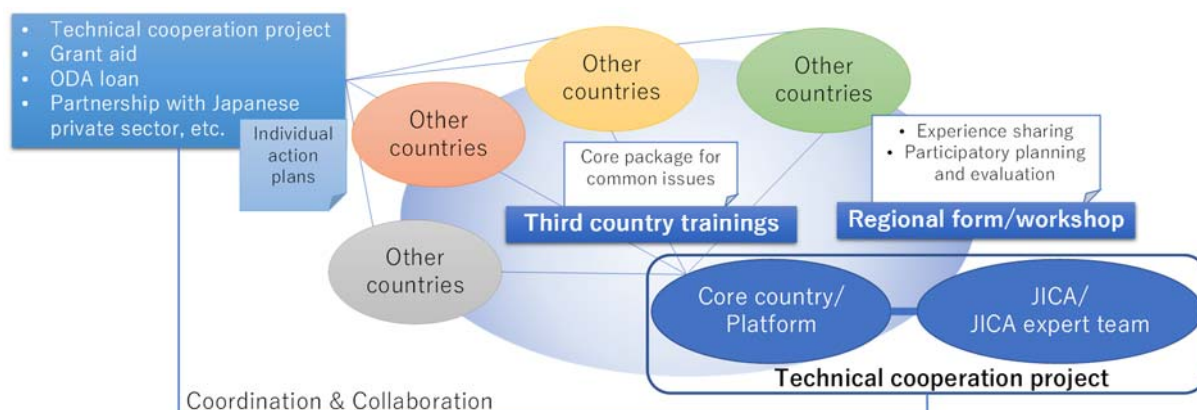 • Technical cooperation project
• Grant aid
• ODA loan
• Partnership with Japanese
private sector, etc.
Individual
action
plans
Other
countries
Other
countries
Other
countries
Other
countries
Core package for
common issues
Third country trainings
• Experience sharing
• Participatory planning
and evaluation
Regional form/workshop
Core country/
Platform
JICA/
JICA expert team
Technical cooperation project
Coordination & Collaboration